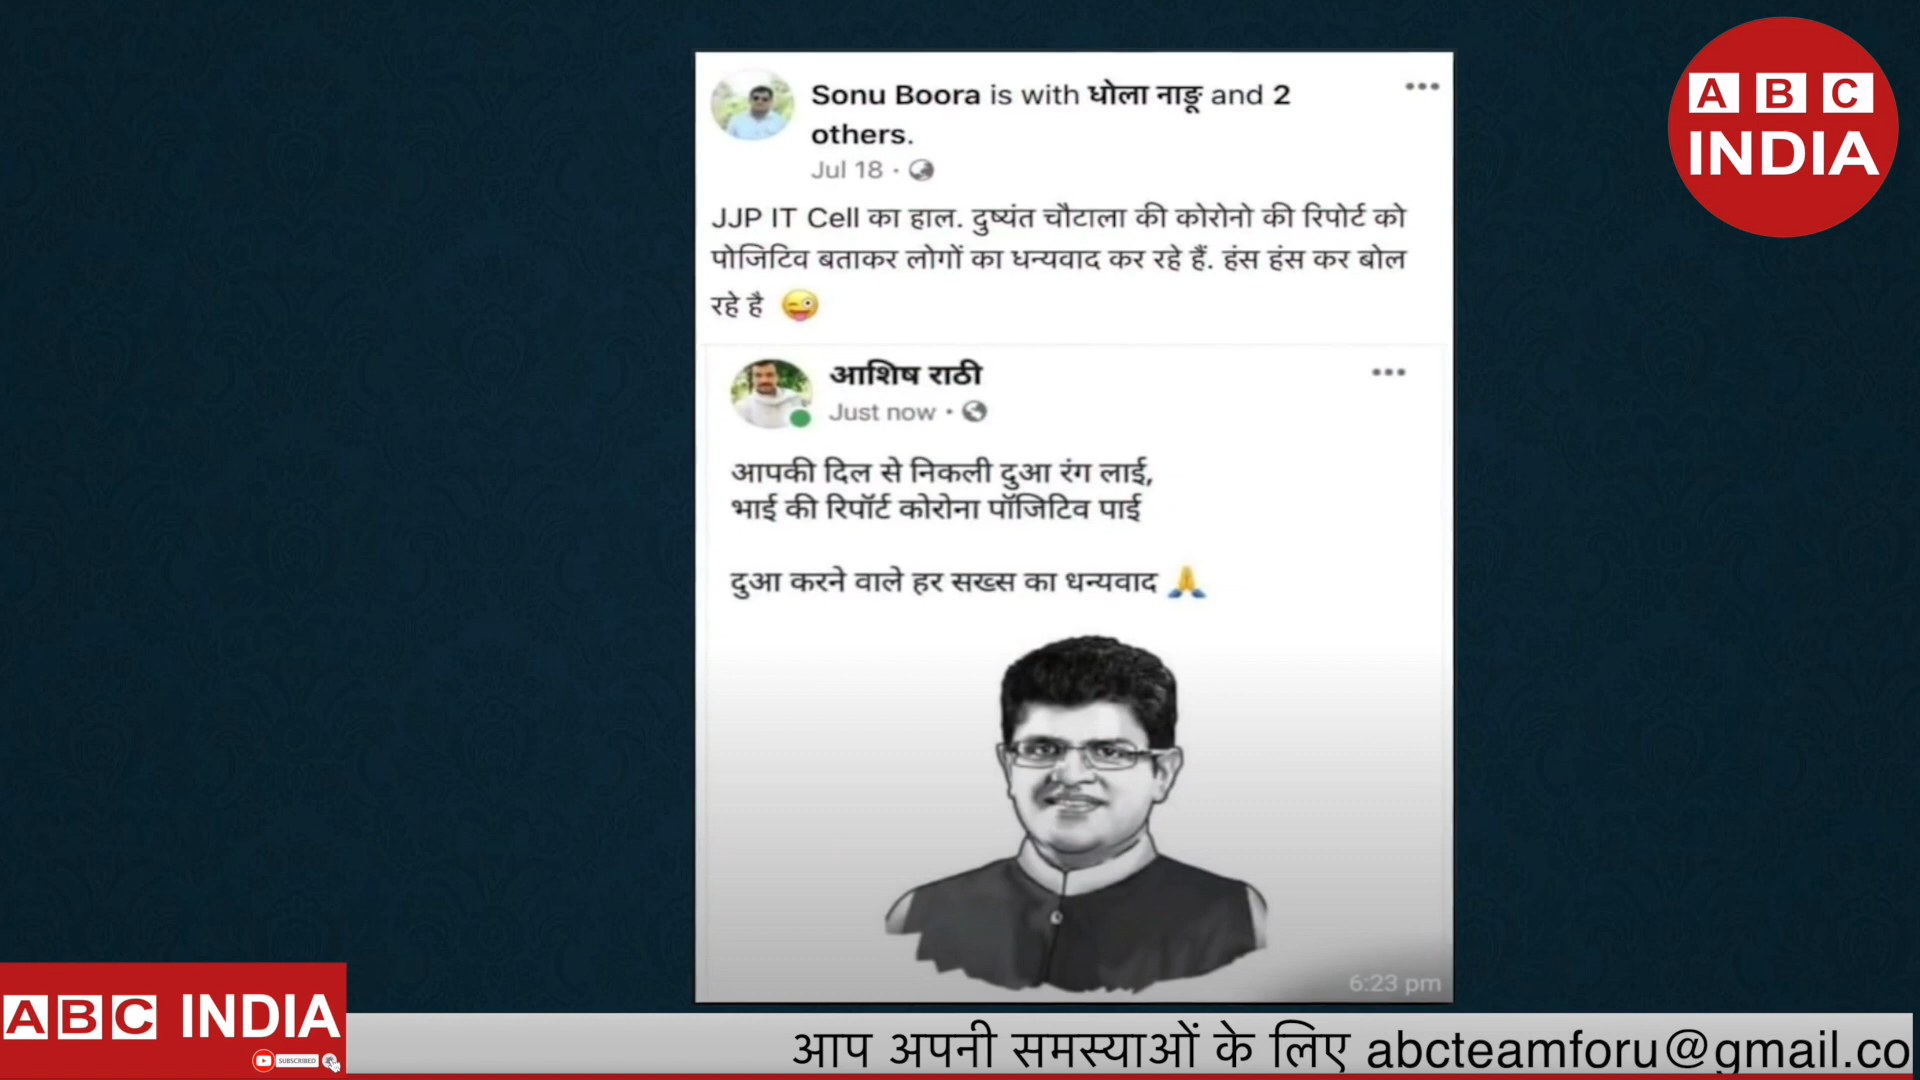 Sonu Boora is with धोला नाङू and 2
others.
Jul 18 ·
JJP IT Cell का हाल. दुष्यंत चौटाला की कोरोनो की रिपोर्ट को
पोजिटिव बताकर लोगों का धन्यवाद कर रहे हैं. हंस हंस कर बोल
रहे है 😜
आशिष राठी
Just now ·
आपकी दिल से निकली दुआ रंग लाई,
भाई की रिपॉर्ट कोरोना पॉजिटिव पाई
दुआ करने वाले हर सख्स का धन्यवाद 🙏
6:23 pm
A B C
INDIA
ABC INDIA
SUBSCRIBED
आप अपनी समस्याओं के लिए abcteamforu@gmail.co